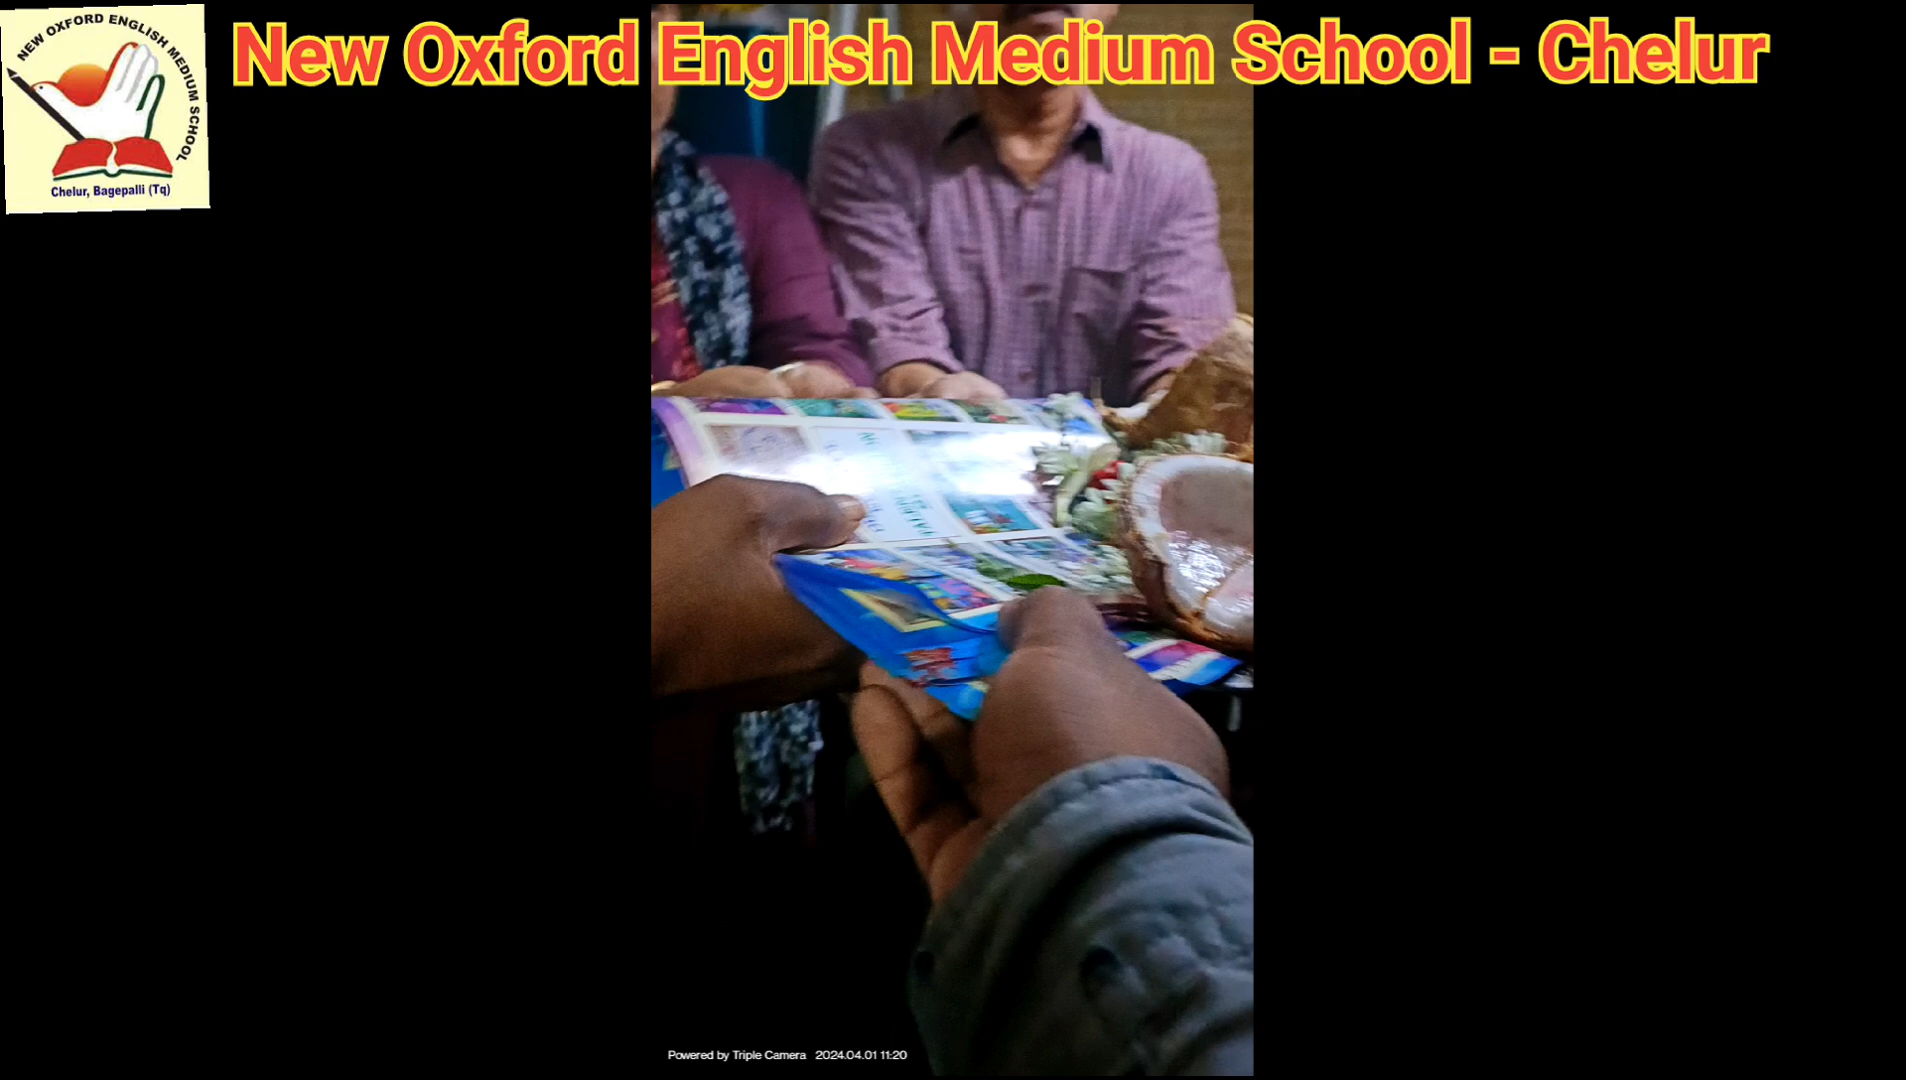 New Oxford English Medium School - Chelur
NEW OXFORD ENGLISH MEDIUM SCHOOL
Chelur, Bagepalli (Tq)
Powered by Triple Camera 2024.04.01 11:20